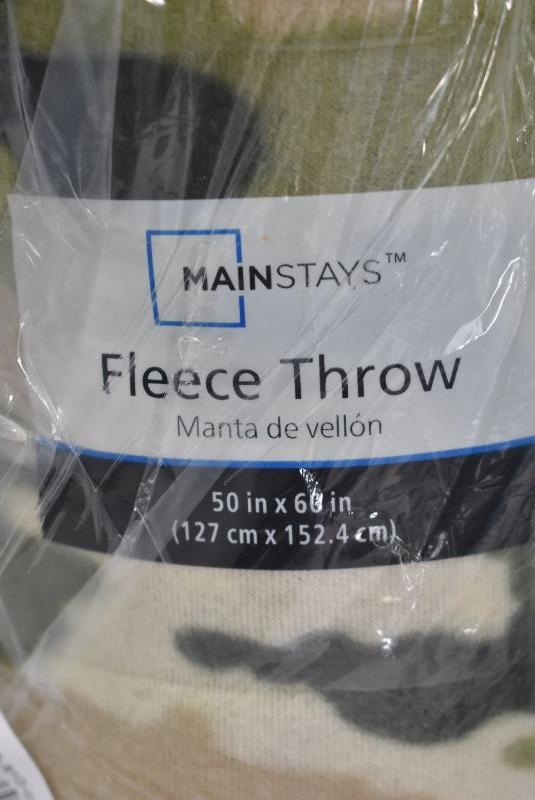 MAINSTAYS™
Fleece Throw
Manta de vellón
50 in x 60 in
(127 cm x 152.4 cm)